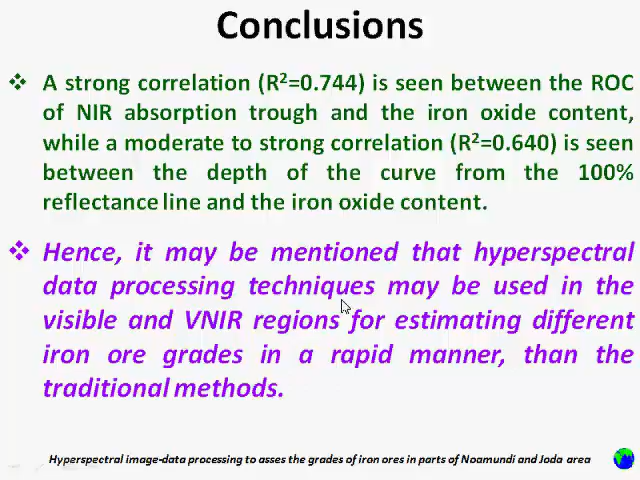 Conclusions
❖ A strong correlation (R²=0.744) is seen between the ROC
of NIR absorption trough and the iron oxide content,
while a moderate to strong correlation (R²=0.640) is seen
between the depth of the curve from the 100%
reflectance line and the iron oxide content.
❖ Hence, it may be mentioned that hyperspectral
data processing techniques may be used in the
visible and VNIR regions for estimating different
iron ore grades in a rapid manner, than the
traditional methods.
Hyperspectral image-data processing to asses the grades of iron ores in parts of Noamundi and Joda area